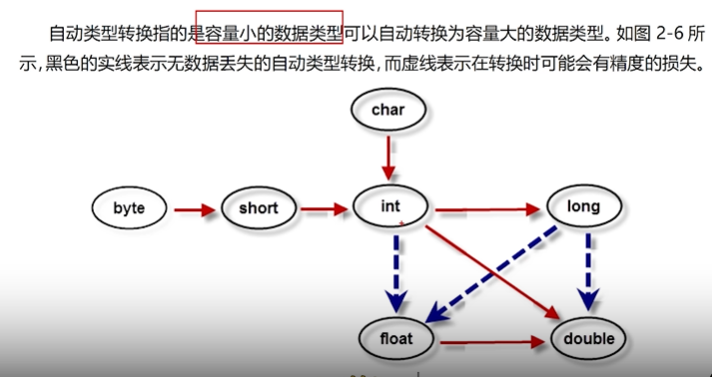 自动类型转换指的是容量小的数据类型可以自动转换为容量大的数据类型。如图 2-6 所
示，黑色的实线表示无数据丢失的自动类型转换，而虚线表示在转换时可能会有精度的损失。
char
byte
short
int
long
float
double